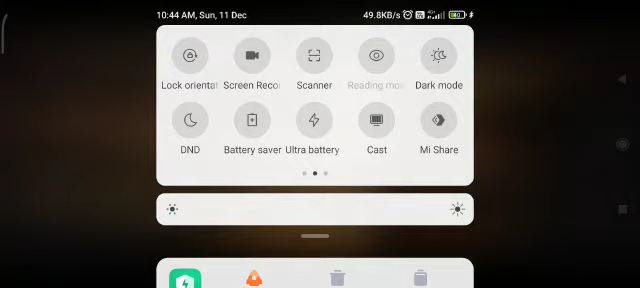 10:44 AM, Sun, 11 Dec 49.8KB/s 40
Lock orientat Screen Reco Scanner Reading mo Dark mode
DND Battery saver Ultra battery Cast Mi Share